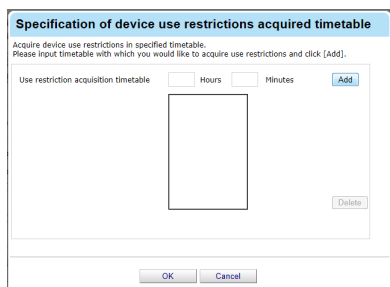 Specification of device use restrictions acquired timetable
Acquire device use restrictions in specified timetable.
Please input timetable with which you would like to acquire use restrictions and click [Add].
Use restriction acquisition timetable Hours Minutes Add
Delete
OK Cancel